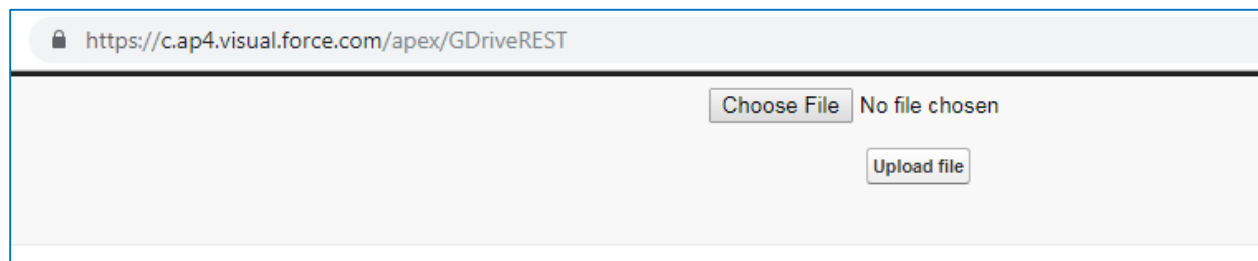 https://c.ap4.visual.force.com/apex/GDriveREST
Choose File No file chosen
Upload file